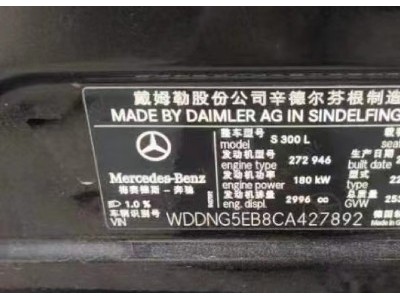 戴姆勒股份公司辛德尔芬根制造
MADE BY DAIMLER AG IN SINDELFING
整车型号 model S 300 L
发动机型号 engine type 272 946
生产日期 built date
Mercedes-Benz
发动机功率 power 180 kW
型式 type
梅赛德斯-奔驰
发动机排量 eng. displ. 2996 cc
总质量 GVW
1.0 %
车辆识别号 VIN WDDNG5EB8CA427892